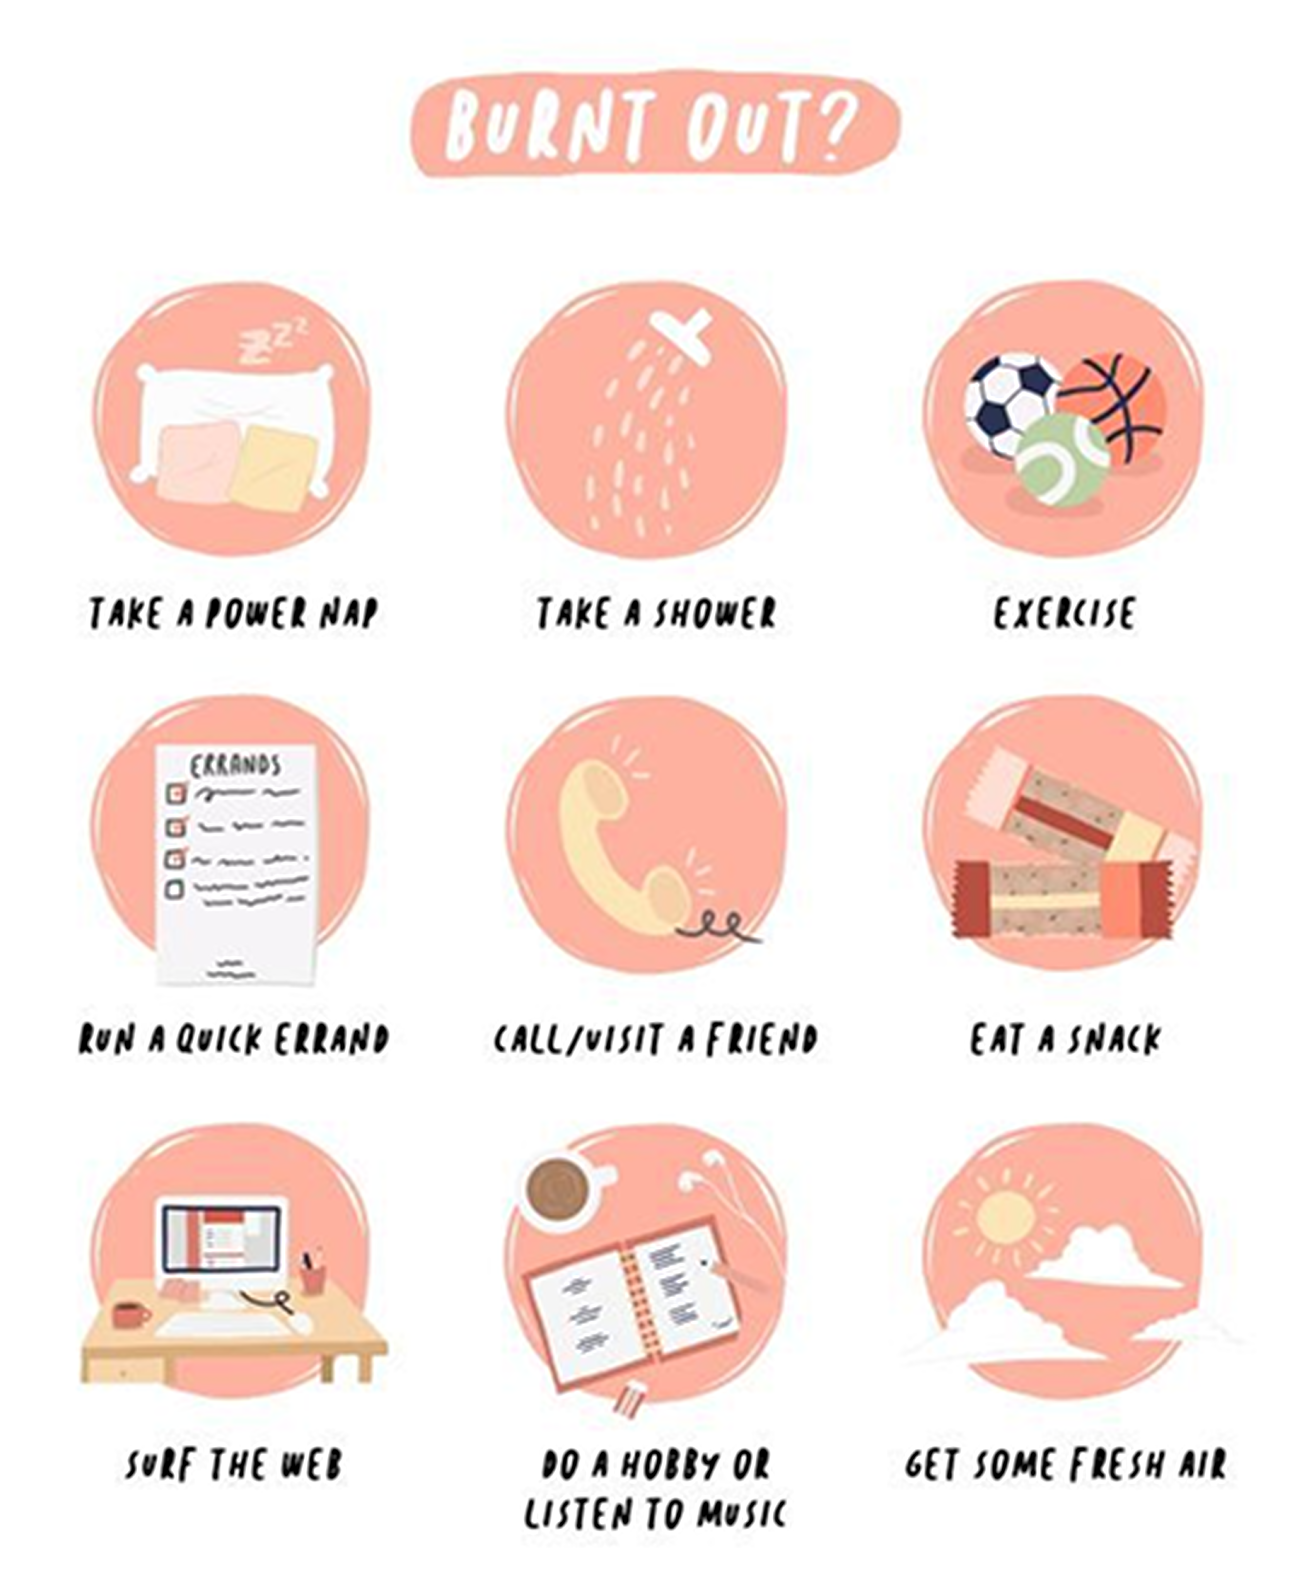 BURNT OUT?
ZZZ
TAKE A POWER NAP
TAKE A SHOWER
EXERCISE
ERRANDS
RUN A QUICK ERRAND
CALL/VISIT A FRIEND
EAT A SNACK
SURF THE WEB
DO A HOBBY OR
LISTEN TO MUSIC
GET SOME FRESH AIR